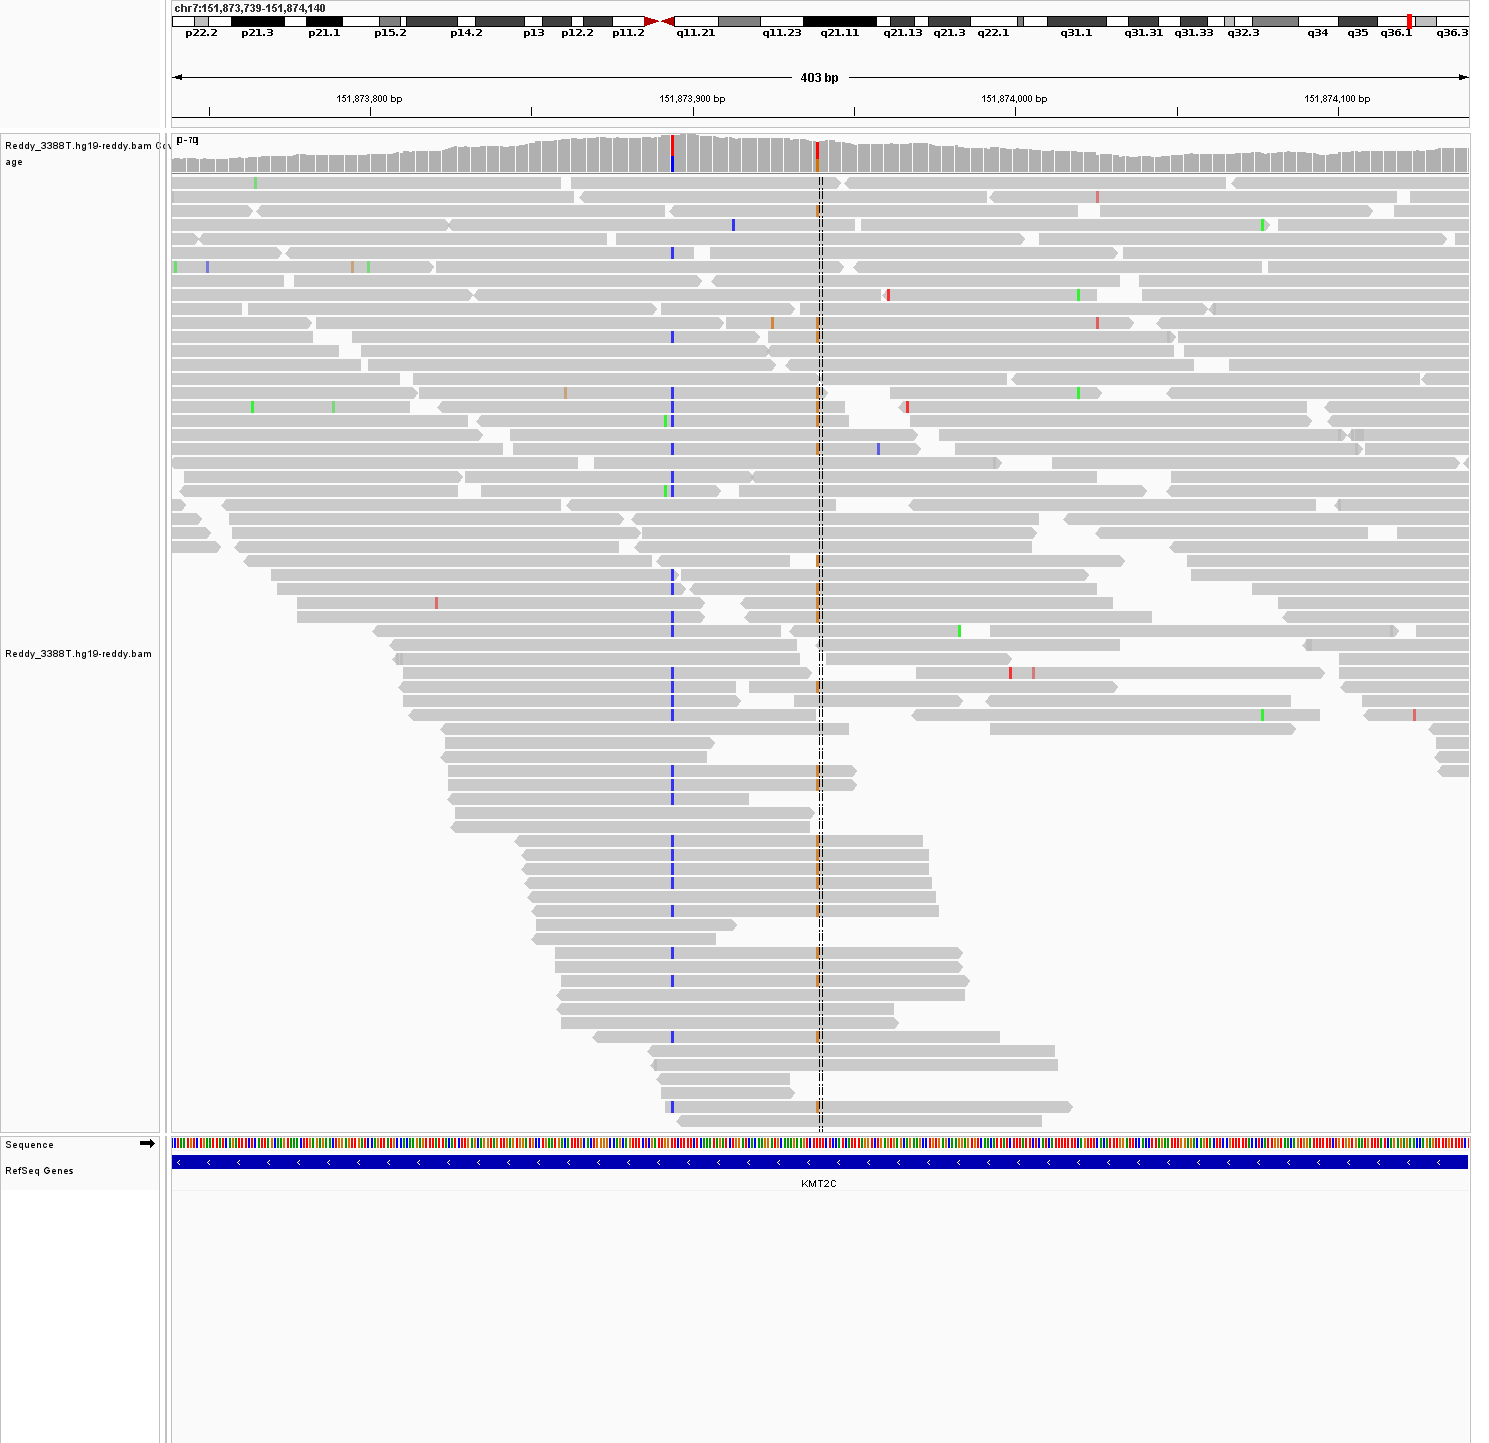 chr7:151,873,739-151,874,140
p22.2 p21.3 p21.1 p15.2 p14.2 p13 p12.2 p11.2 q11.21 q11.23 q21.11 q21.13 q21.3 q22.1 q31.1 q31.31 q31.33 q32.3 q34 q35 q36.1 q36.3
403 bp
151,873,800 bp 151,873,900 bp 151,874,000 bp 151,874,100 bp
Reddy_3388T.hg19-reddy.bam Cov
age
Reddy_3388T.hg19-reddy.bam
Sequence
RefSeq Genes
KMT2C